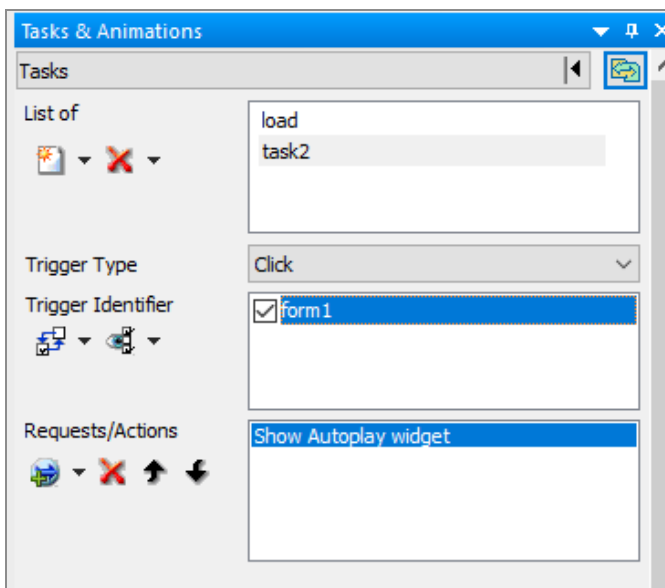 Tasks & Animations
Tasks
List of
load
task2
Trigger Type
Click
Trigger Identifier
form1
Requests/Actions
Show Autoplay widget